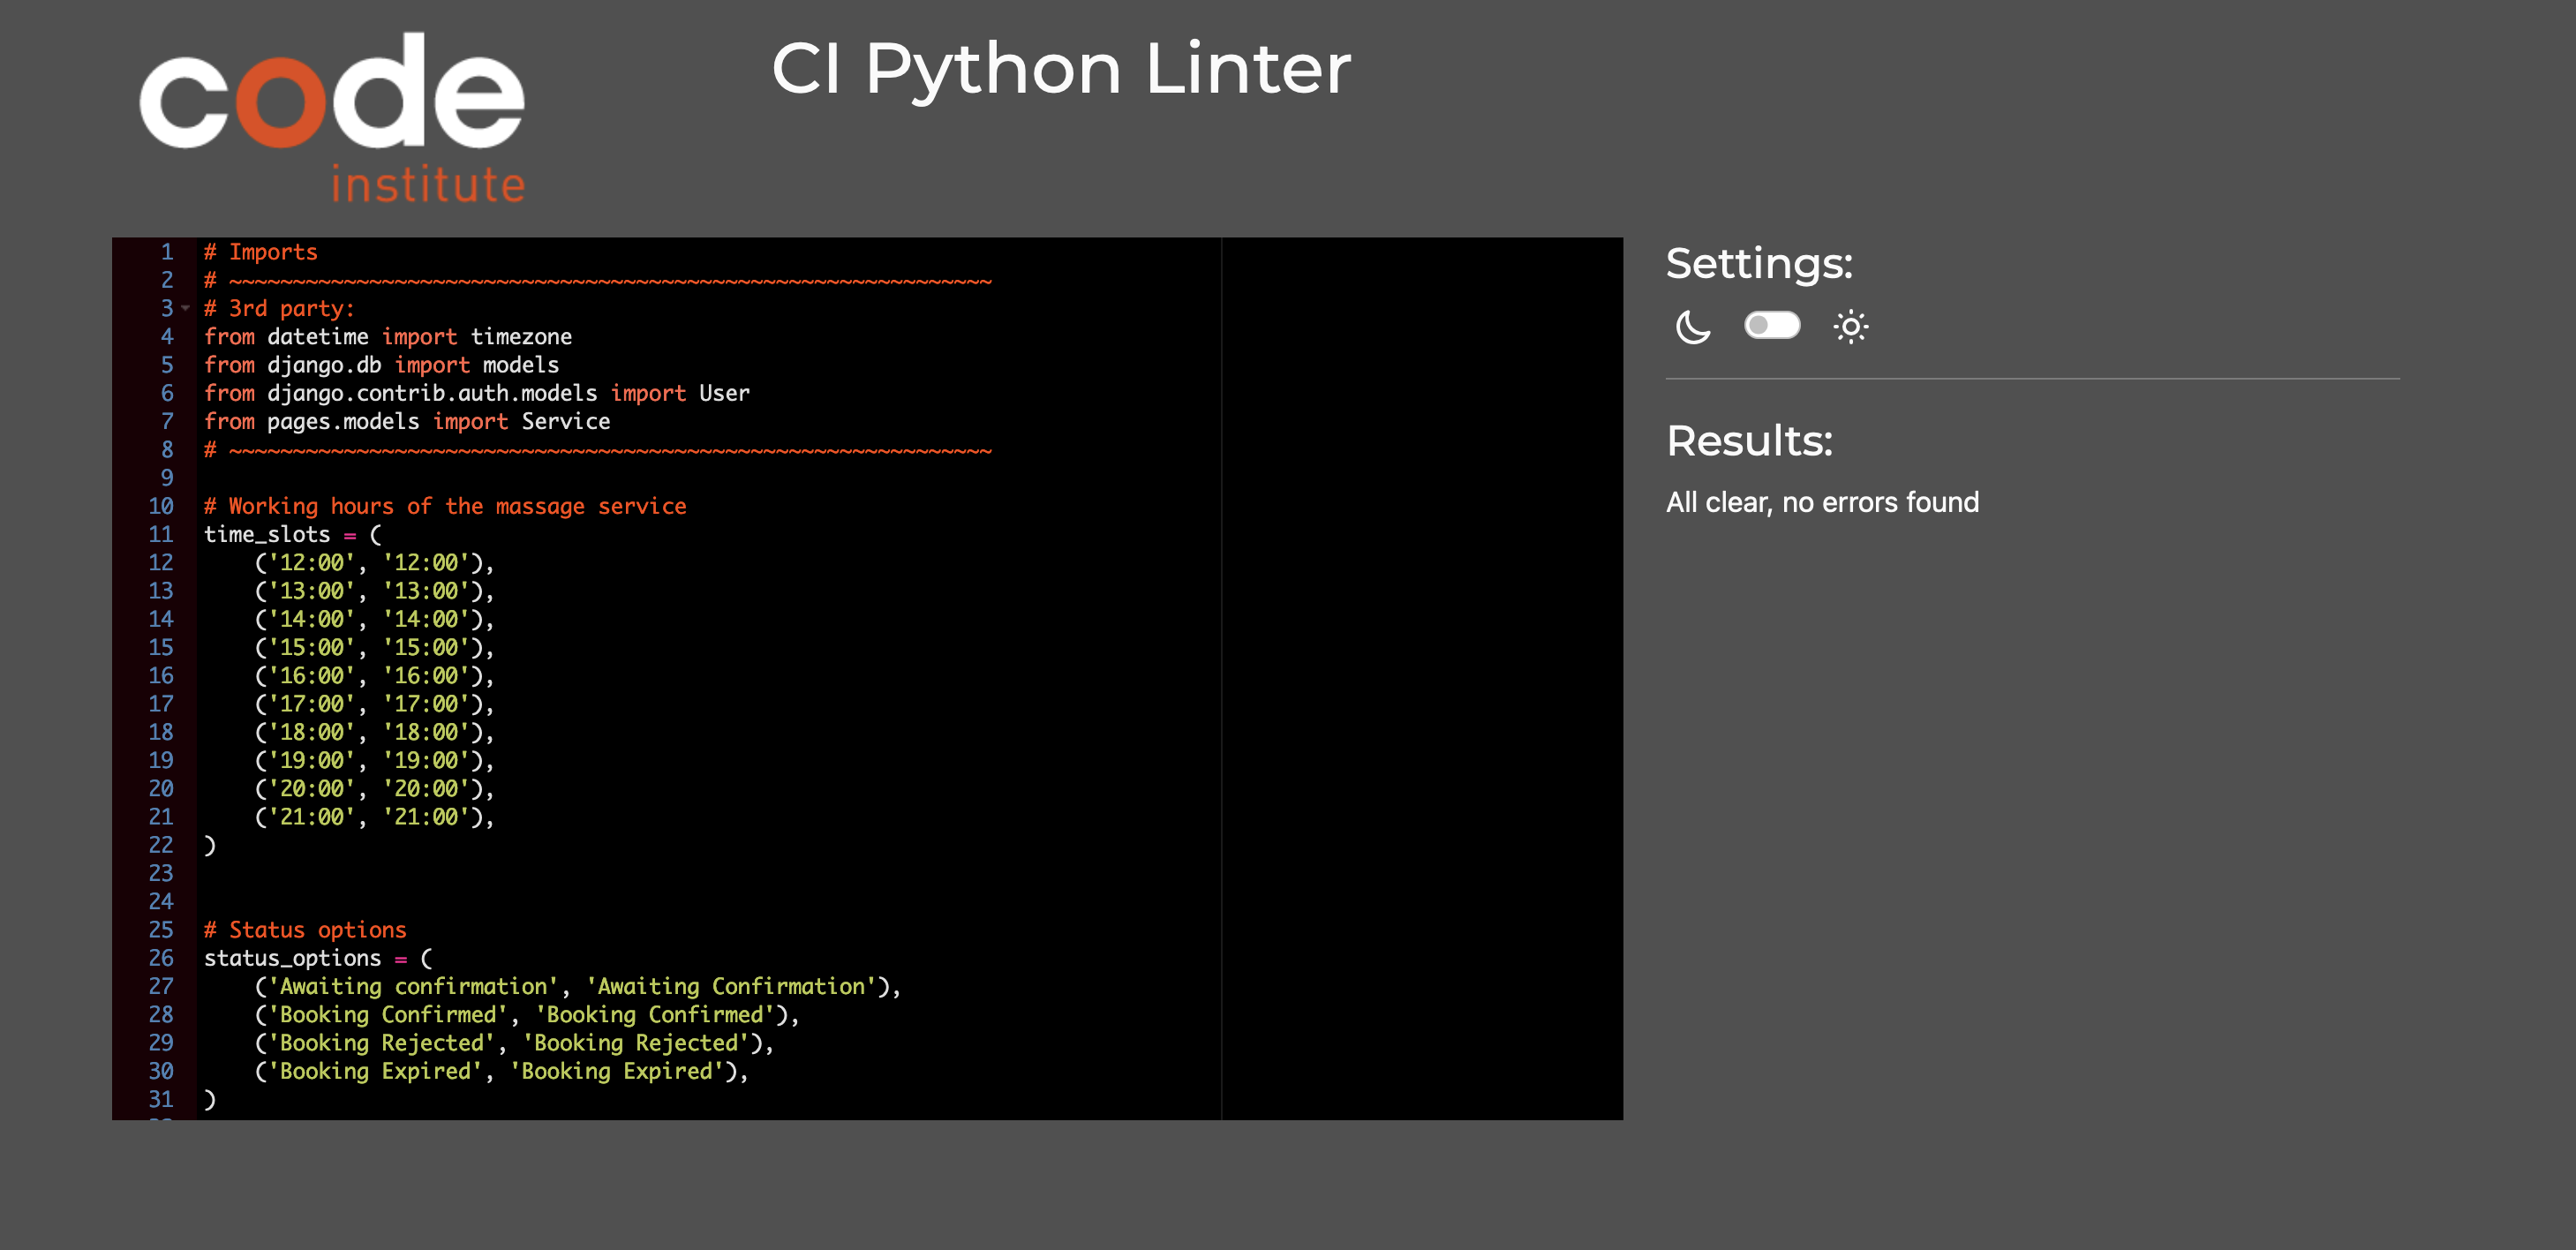 code
institute
CI Python Linter
1 # Imports
2 # ~~~~~~~~~~~~~~~~~~~~~~~~~~~~~~~~~~~~~~~~~~~~~~~~~~~~~~~~~~~~
3 # 3rd party:
4 from datetime import timezone
5 from django.db import models
6 from django.contrib.auth.models import User
7 from pages.models import Service
8 # ~~~~~~~~~~~~~~~~~~~~~~~~~~~~~~~~~~~~~~~~~~~~~~~~~~~~~~~~~~~~
9
10 # Working hours of the massage service
11 time_slots = (
12     ('12:00', '12:00'),
13     ('13:00', '13:00'),
14     ('14:00', '14:00'),
15     ('15:00', '15:00'),
16     ('16:00', '16:00'),
17     ('17:00', '17:00'),
18     ('18:00', '18:00'),
19     ('19:00', '19:00'),
20     ('20:00', '20:00'),
21     ('21:00', '21:00'),
22 )
23
24
25 # Status options
26 status_options = (
27     ('Awaiting confirmation', 'Awaiting Confirmation'),
28     ('Booking Confirmed', 'Booking Confirmed'),
29     ('Booking Rejected', 'Booking Rejected'),
30     ('Booking Expired', 'Booking Expired'),
31 )
Settings:
Results:
All clear, no errors found